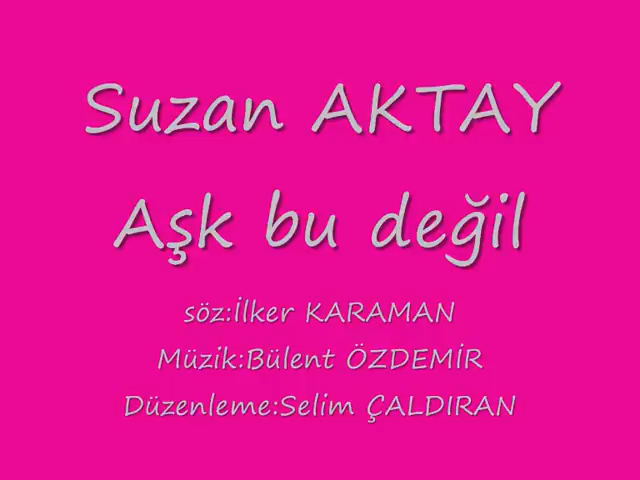 Suzan AKTAY
Aşk bu değil
söz:İlker KARAMAN
Müzik:Bülent ÖZDEMİR
Düzenleme:Selim ÇALDIRAN